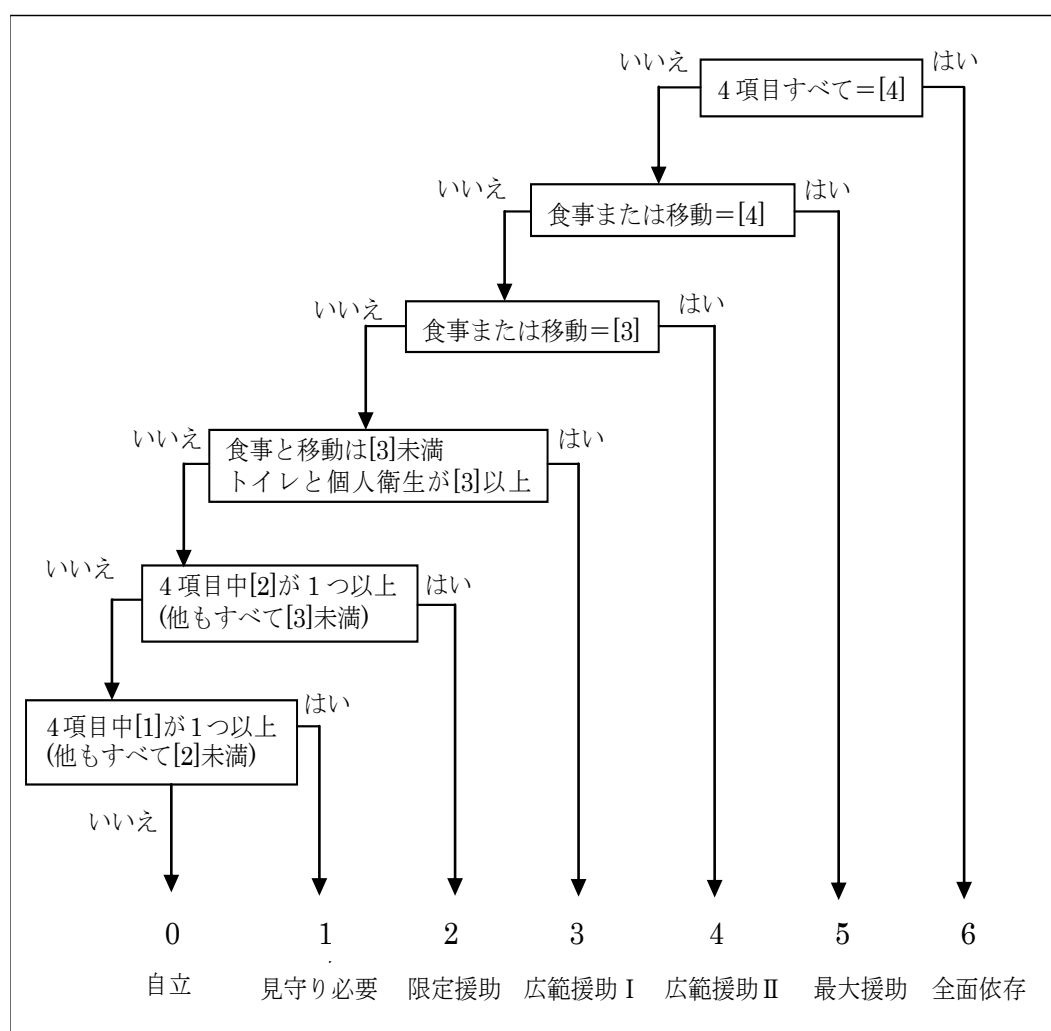 いいえ
はい
4項目すべて＝[4]
いいえ
はい
食事または移動＝[4]
いいえ
はい
食事または移動＝[3]
いいえ
はい
食事と移動は[3]未満
トイレと個人衛生が[3]以上
いいえ
はい
4項目中[2]が1つ以上
(他もすべて[3]未満)
はい
4項目中[1]が1つ以上
(他もすべて[2]未満)
いいえ
0 1 2 3 4 5 6
自立 見守り必要 限定援助 広範援助Ⅰ 広範援助Ⅱ 最大援助 全面依存